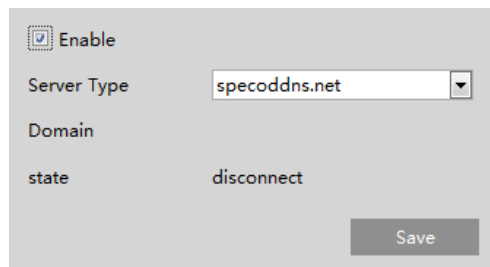 Enable
Server Type specoddns.net
Domain
state disconnect
Save